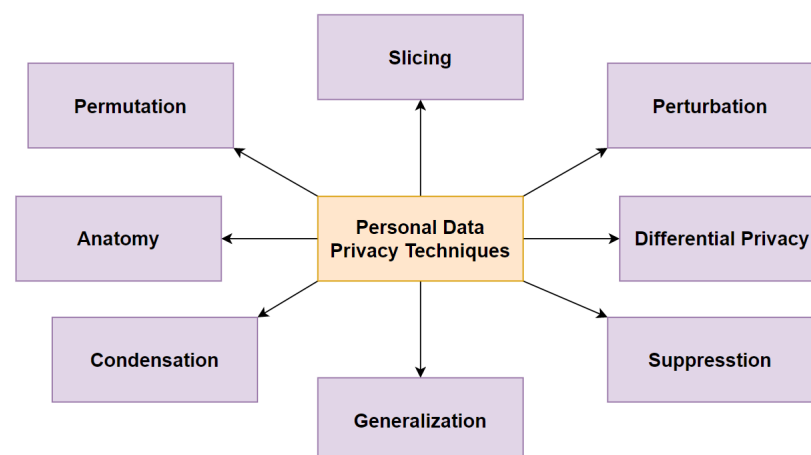 Slicing
Permutation
Perturbation
Anatomy
Personal Data
Privacy Techniques
Differential Privacy
Condensation
Suppresstion
Generalization